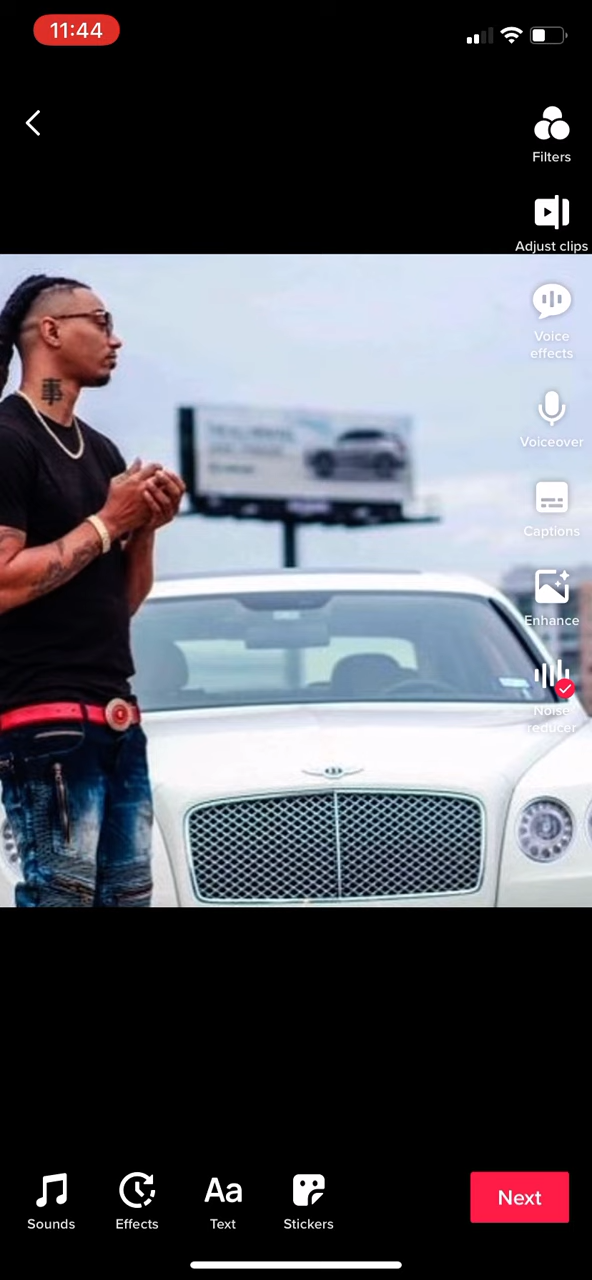 11:44
Filters
Adjust clips
Voice
effects
Voiceover
Captions
Enhance
Noise
reducer
事
Sounds
Effects
Aa
Text
Stickers
Next